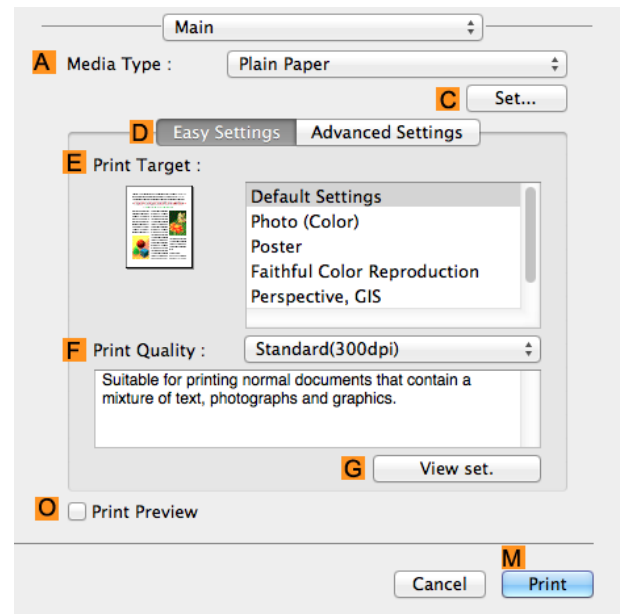 Main
A Media Type : Plain Paper
C Set...
D Easy Settings Advanced Settings
E Print Target :
Default Settings
Photo (Color)
Poster
Faithful Color Reproduction
Perspective, GIS
F Print Quality : Standard(300dpi)
Suitable for printing normal documents that contain a
mixture of text, photographs and graphics.
G View set.
O Print Preview
M
Cancel Print